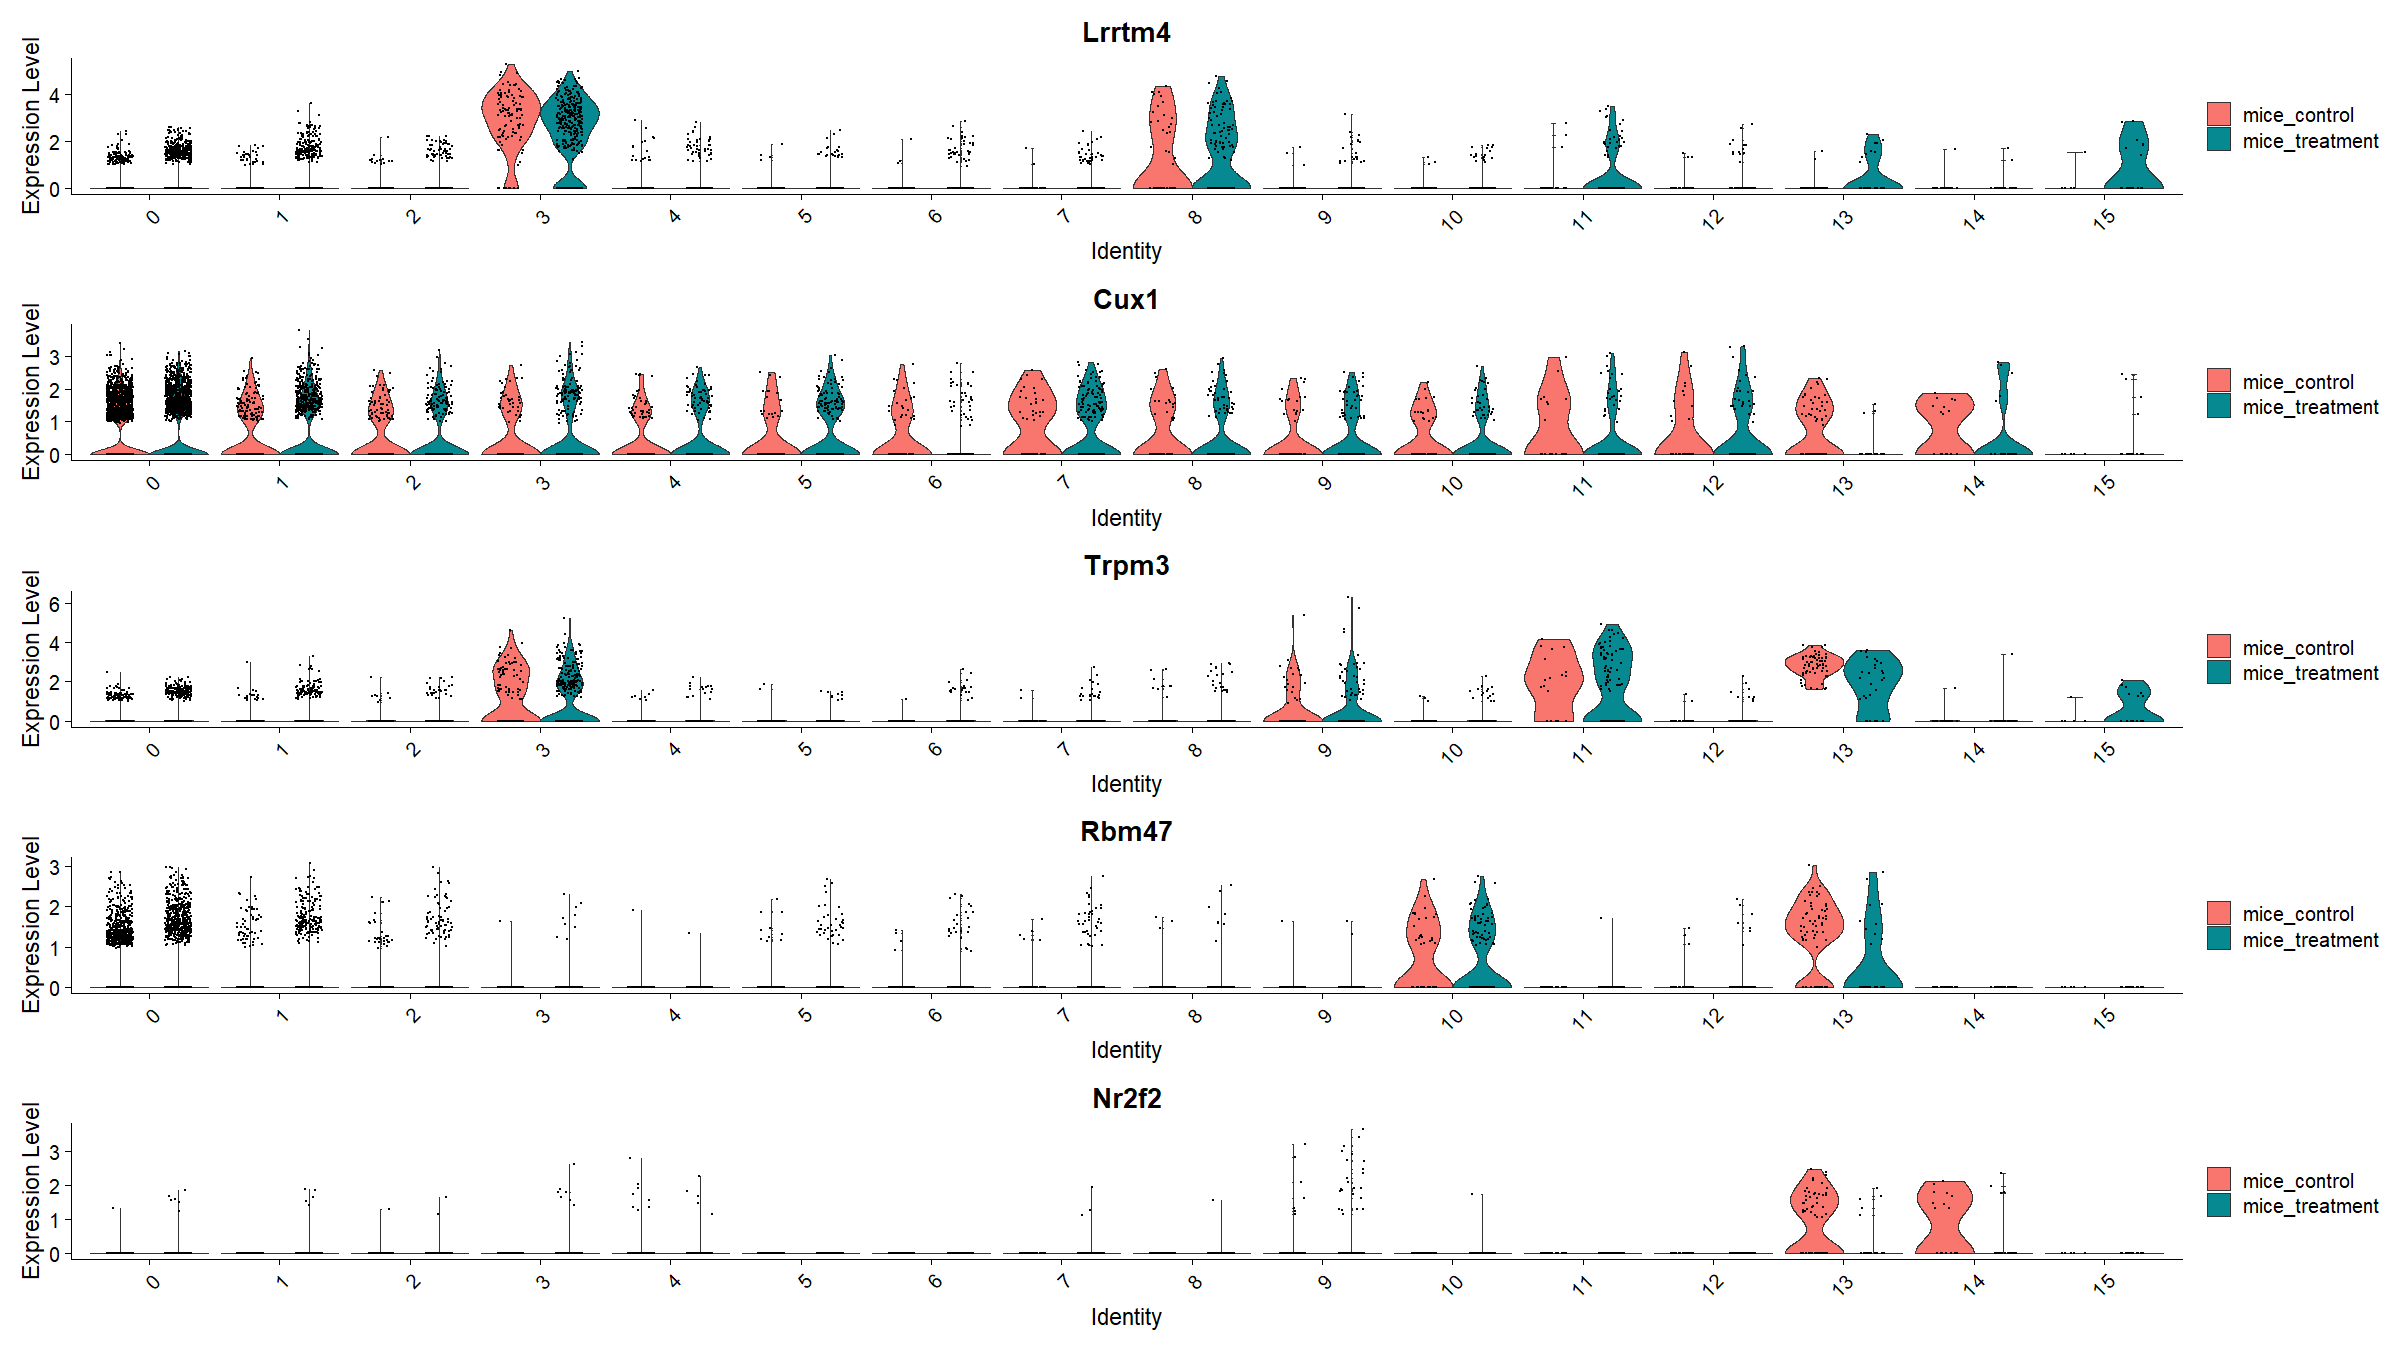 Lrrtm4
Expression Level
4
2
0
0 1 2 3 4 5 6 7 8 9 10 11 12 13 14 15
Identity
mice_control
mice_treatment
Cux1
Expression Level
3
2
1
0
0 1 2 3 4 5 6 7 8 9 10 11 12 13 14 15
Identity
mice_control
mice_treatment
Trpm3
Expression Level
6
4
2
0
0 1 2 3 4 5 6 7 8 9 10 11 12 13 14 15
Identity
mice_control
mice_treatment
Rbm47
Expression Level
3
2
1
0
0 1 2 3 4 5 6 7 8 9 10 11 12 13 14 15
Identity
mice_control
mice_treatment
Nr2f2
Expression Level
3
2
1
0
0 1 2 3 4 5 6 7 8 9 10 11 12 13 14 15
Identity
mice_control
mice_treatment